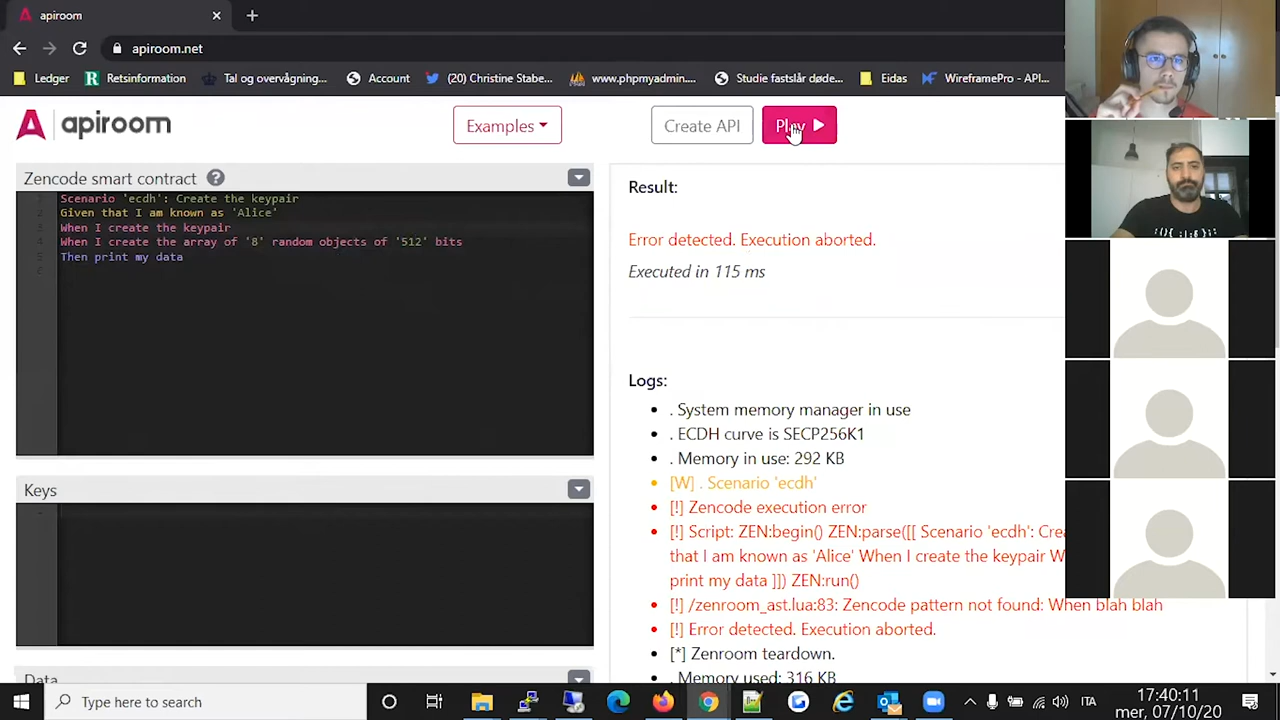 apiroom
apiroom.net
Ledger
Retsinformation
Tal og overvågning...
Account
(20) Christine Stabe...
www.phpmyadmin....
Studie fastslår døde...
Eidas
WireframePro - API...
apiroom
Examples
Create API
Play
Zencode smart contract ?
1 Scenario 'ecdh': Create the keypair
2 Given that I am known as 'Alice'
3 When I create the keypair
4 When I create the array of '8' random objects of '512' bits
5 Then print my data
6
Keys
Data
Result:
Error detected. Execution aborted.
Executed in 115 ms
Logs:
. System memory manager in use
. ECDH curve is SECP256K1
. Memory in use: 292 KB
[W] . Scenario 'ecdh'
[!] Zencode execution error
[!] Script: ZEN:begin() ZEN:parse([[ Scenario 'ecdh': Cre
that I am known as 'Alice' When I create the keypair W
print my data ]]) ZEN:run()
[!] /zenroom_ast.lua:83: Zencode pattern not found: When blah blah
[!] Error detected. Execution aborted.
[*] Zenroom teardown.
. Memory used: 316 KB
Type here to search
ITA
17:40:11
mer, 07/10/20